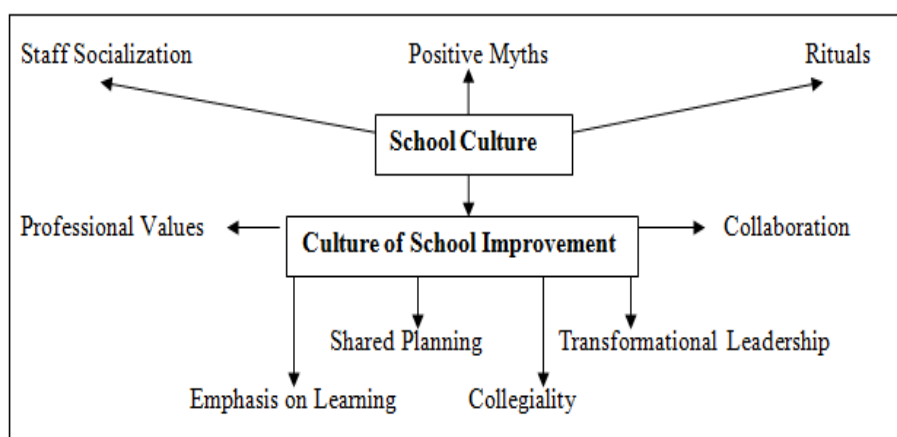 Staff Socialization
Positive Myths
Rituals
School Culture
Professional Values
Culture of School Improvement
Collaboration
Shared Planning
Transformational Leadership
Emphasis on Learning
Collegiality